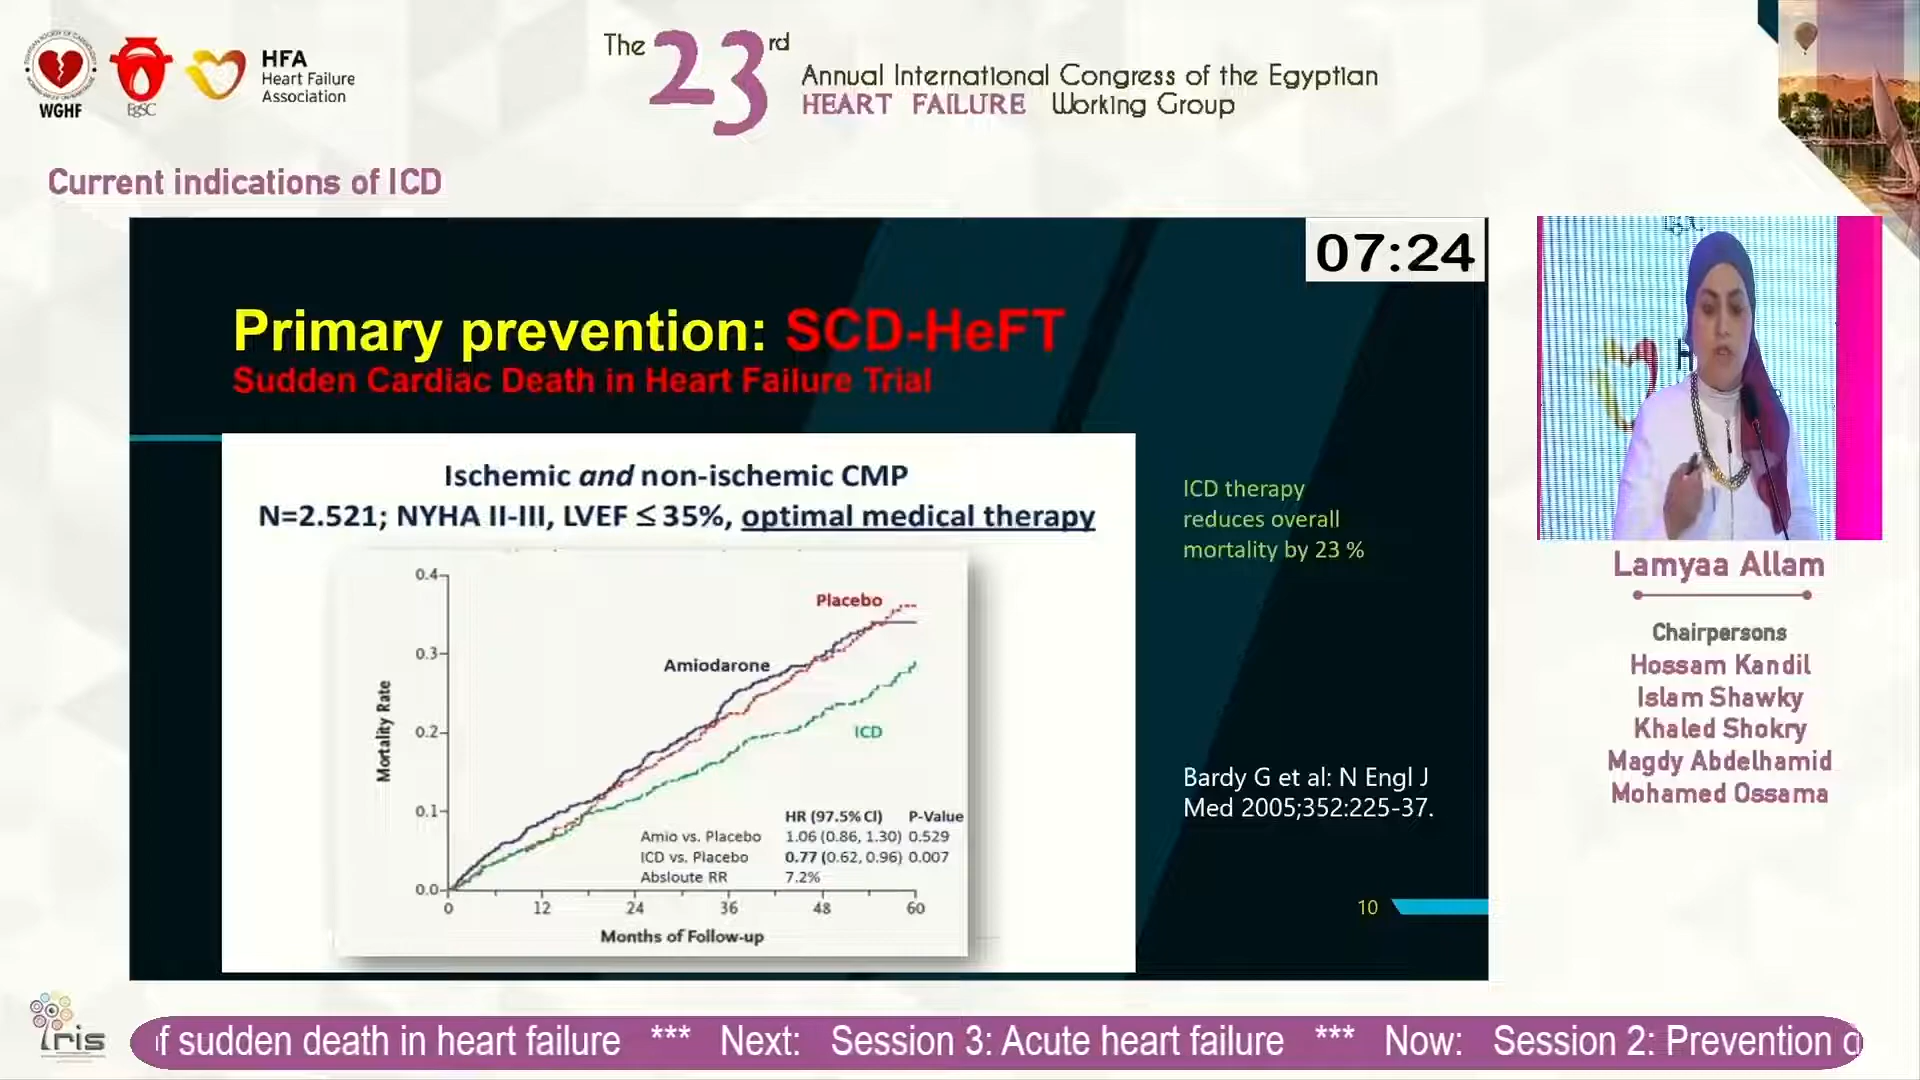 WGHF
EgSC
HFA
Heart Failure
Association
The 23rd
Annual International Congress of the Egyptian
HEART FAILURE Working Group
Current indications of ICD
07:24
Primary prevention: SCD-HeFT
Sudden Cardiac Death in Heart Failure Trial
Ischemic and non-ischemic CMP
N=2.521; NYHA II-III, LVEF ≤ 35%, optimal medical therapy
Mortality Rate
0.4
0.3
0.2
0.1
0.0
Placebo
Amiodarone
ICD
HR (97.5% CI) P-Value
Amio vs. Placebo 1.06 (0.86, 1.30) 0.529
ICD vs. Placebo 0.77 (0.62, 0.96) 0.007
Absloute RR 7.2%
0 12 24 36 48 60
Months of Follow-up
ICD therapy
reduces overall
mortality by 23 %
Bardy G et al: N Engl J
Med 2005;352:225-37.
10
Lamyaa Allam
Chairpersons
Hossam Kandil
Islam Shawky
Khaled Shokry
Magdy Abdelhamid
Mohamed Ossama
iris
f sudden death in heart failure *** Next: Session 3: Acute heart failure *** Now: Session 2: Prevention o